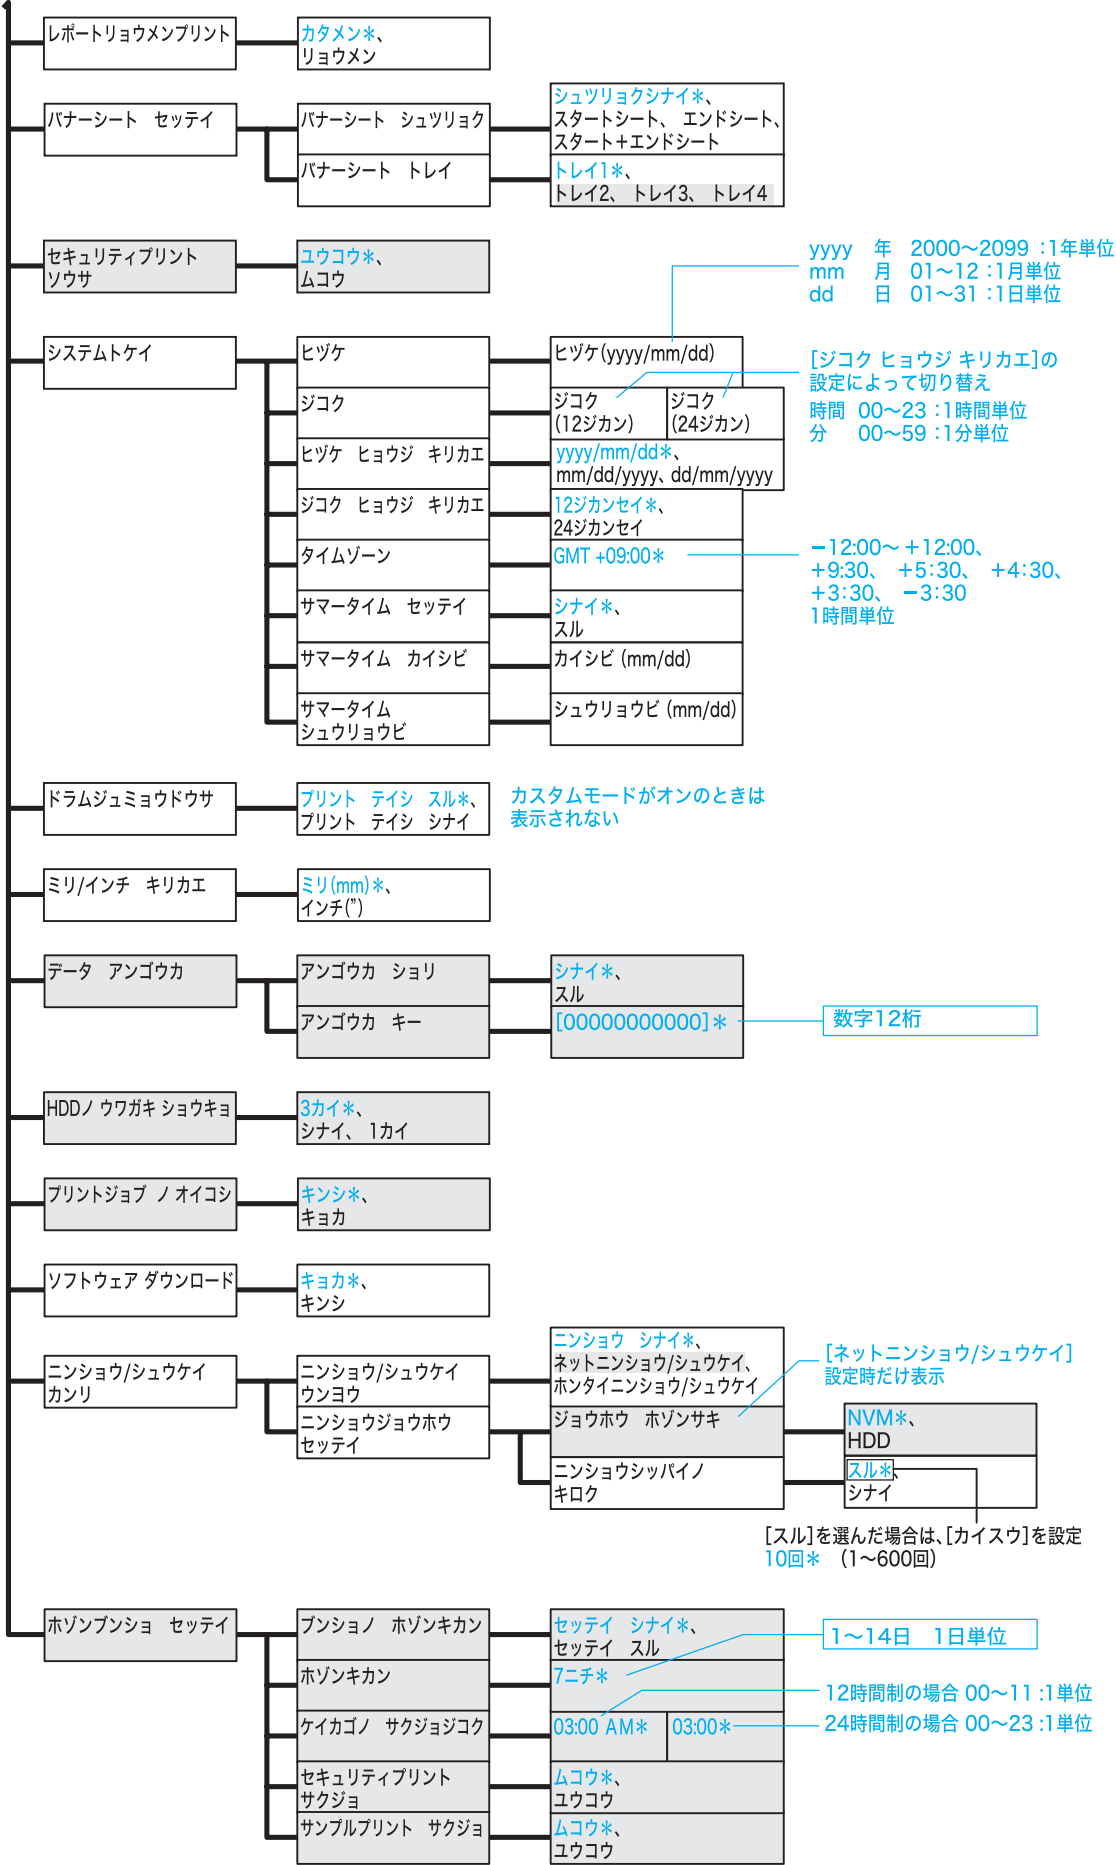 レポートリョウメンプリント
カタメン＊、
リョウメン
バナーシート　セッテイ
バナーシート　シュツリョク
シュツリョクシナイ＊、
スタートシート、 エンドシート、
スタート＋エンドシート
バナーシート　トレイ
トレイ1＊、
トレイ2、 トレイ3、 トレイ4
セキュリティプリント
ソウサ
ユウコウ＊、
ムコウ
yyyy　年　2000～2099 ：1年単位
mm　月　01～12 ：1月単位
dd　日　01～31 ：1日単位
システムトケイ
ヒヅケ
ヒヅケ(yyyy/mm/dd)
[ジコク ヒョウジ キリカエ]の
設定によって切り替え
時間　00～23 ：1時間単位
分　00～59 ：1分単位
ジコク
ジコク
(12ジカン)
ジコク
(24ジカン)
ヒヅケ　ヒョウジ　キリカエ
yyyy/mm/dd＊、
mm/dd/yyyy、dd/mm/yyyy
ジコク　ヒョウジ　キリカエ
12ジカンセイ＊、
24ジカンセイ
タイムゾーン
GMT +09:00＊
－12:00～＋12:00、
＋9:30、 ＋5：30、 ＋4：30、
＋3：30、 －3：30
1時間単位
サマータイム　セッテイ
シナイ＊、
スル
サマータイム　カイシビ
カイシビ (mm/dd)
サマータイム
シュウリョウビ
シュウリョウビ (mm/dd)
ドラムジュミョウドウサ
プリント　テイシ　スル＊、
プリント　テイシ　シナイ
カスタムモードがオンのときは
表示されない
ミリ/インチ　キリカエ
ミリ(mm)＊、
インチ(”)
データ　アンゴウカ
アンゴウカ　ショリ
シナイ＊、
スル
アンゴウカ　キー
[00000000000]＊
数字12桁
HDDノ ウワガキ ショウキョ
3カイ＊、
シナイ、 1カイ
プリントジョブ ノ オイコシ
キンシ＊、
キョカ
ソフトウェア ダウンロード
キョカ＊、
キンシ
ニンショウ/シュウケイ
カンリ
ニンショウ/シュウケイ
ウンヨウ
ニンショウ　シナイ＊、
ネットニンショウ/シュウケイ、
ホンタイニンショウ/シュウケイ
[ネットニンショウ/シュウケイ]
設定時だけ表示
ニンショウジョウホウ
セッテイ
ジョウホウ　ホゾンサキ
NVM＊、
HDD
ニンショウシッパイノ
キロク
スル＊、
シナイ
[スル]を選んだ場合は、[カイスウ]を設定
10回＊　(1～600回)
ホゾンブンショ　セッテイ
ブンショノ　ホゾンキカン
セッテイ　シナイ＊、
セッテイ　スル
1～14日　1日単位
ホゾンキカン
7ニチ＊
12時間制の場合 00～11 :1単位
ケイカゴノ　サクジョジコク
03:00 AM＊
03:00＊
24時間制の場合 00～23 :1単位
セキュリティプリント
サクジョ
ムコウ＊、
ユウコウ
サンプルプリント　サクジョ
ムコウ＊、
ユウコウ